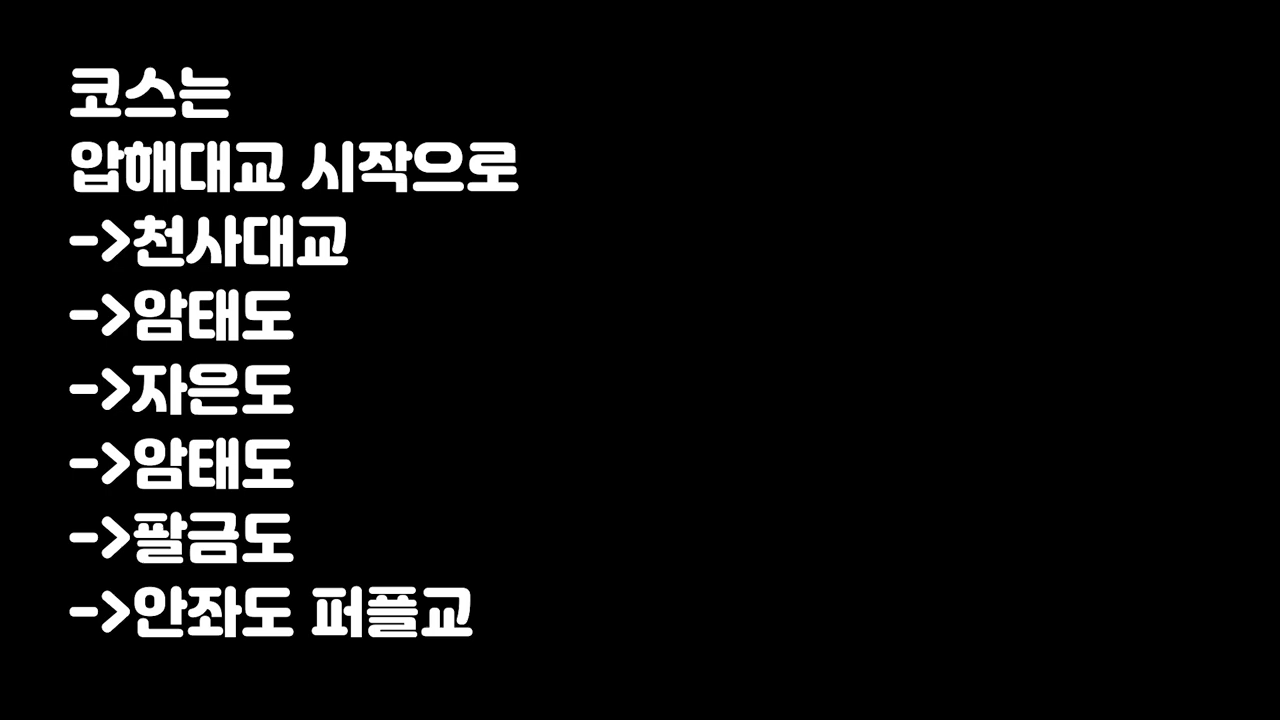 코스는
압해대교 시작으로
->천사대교
->암태도
->자은도
->암태도
->팔금도
->안좌도 퍼플교